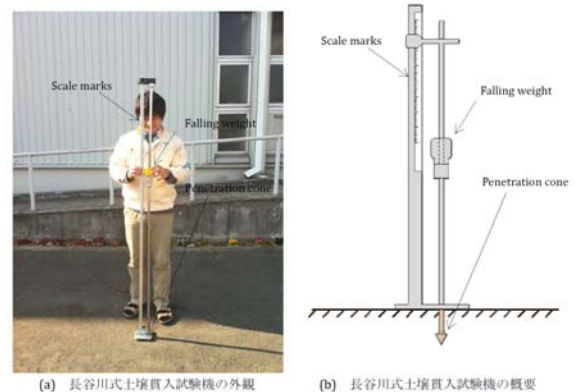 Scale marks
Falling weight
Penetration cone
Scale marks
Falling weight
Penetration cone
(a) 長谷川式土壌貫入試験機の外観
(b) 長谷川式土壌貫入試験機の概要